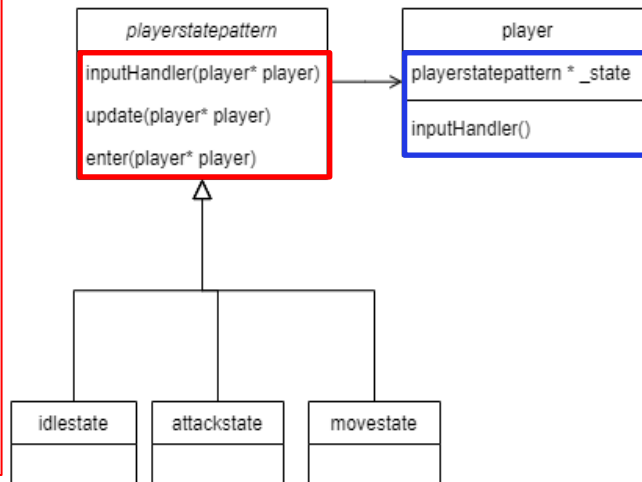 playerstatepattern
inputHandler(player* player)
update(player* player)
enter(player* player)
player
playerstatepattern * _state
inputHandler()
idlestate
attackstate
movestate